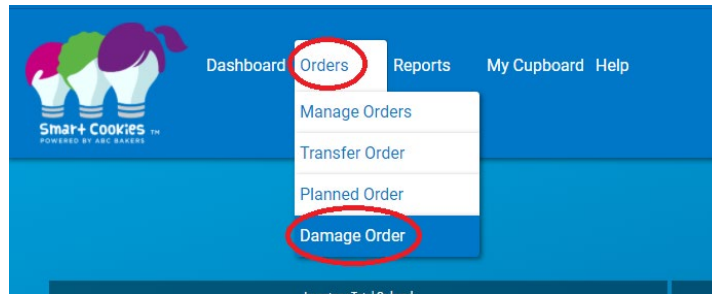 Dashboard Orders Reports My Cupboard Help
Manage Orders
Transfer Order
Planned Order
Damage Order
Smart Cookies TM
POWERED BY ABC BAKERS